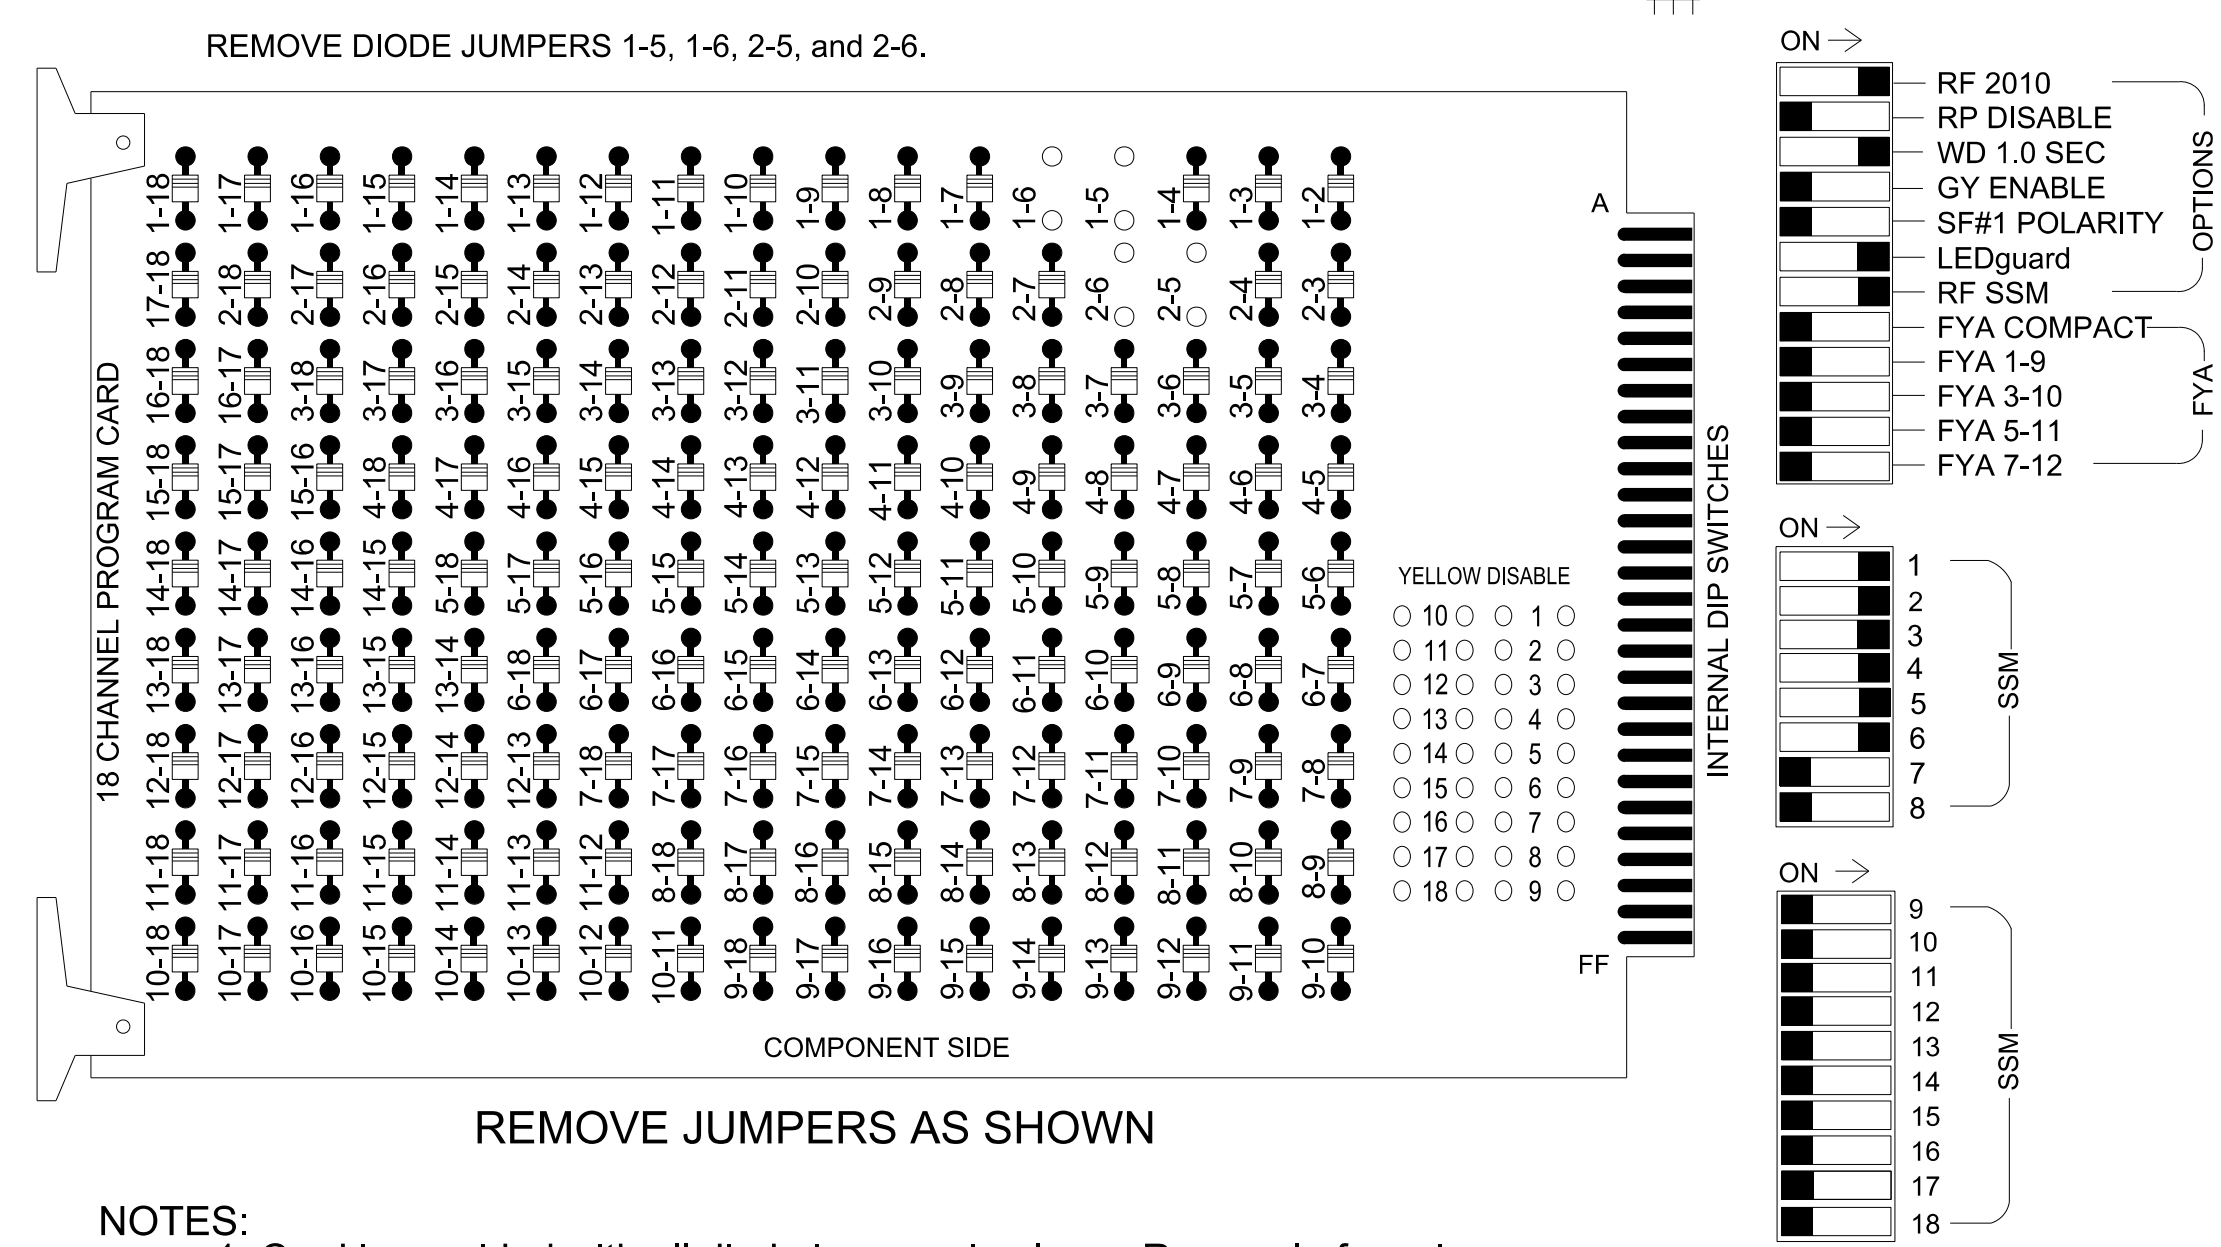 REMOVE DIODE JUMPERS 1-5, 1-6, 2-5, and 2-6.
1-18 1-17 1-16 1-15 1-14 1-13 1-12 1-11 1-10 1-9 1-8 1-7 1-6 1-5 1-4 1-3 1-2
17-18 2-18 2-17 2-16 2-15 2-14 2-13 2-12 2-11 2-10 2-9 2-8 2-7 2-6 2-5 2-4 2-3
16-18 16-17 3-18 3-17 3-16 3-15 3-14 3-13 3-12 3-11 3-10 3-9 3-8 3-7 3-6 3-5 3-4
15-18 15-17 15-16 4-18 4-17 4-16 4-15 4-14 4-13 4-12 4-11 4-10 4-9 4-8 4-7 4-6 4-5
14-18 14-17 14-16 14-15 5-18 5-17 5-16 5-15 5-14 5-13 5-12 5-11 5-10 5-9 5-8 5-7 5-6
13-18 13-17 13-16 13-15 13-14 6-18 6-17 6-16 6-15 6-14 6-13 6-12 6-11 6-10 6-9 6-8 6-7
12-18 12-17 12-16 12-15 12-14 12-13 7-18 7-17 7-16 7-15 7-14 7-13 7-12 7-11 7-10 7-9 7-8
11-18 11-17 11-16 11-15 11-14 11-13 11-12 8-18 8-17 8-16 8-15 8-14 8-13 8-12 8-11 8-10 8-9
10-18 10-17 10-16 10-15 10-14 10-13 10-12 10-11 9-18 9-17 9-16 9-15 9-14 9-13 9-12 9-11 9-10
18 CHANNEL PROGRAM CARD
COMPONENT SIDE
YELLOW DISABLE
10 1
11 2
12 3
13 4
14 5
15 6
16 7
17 8
18 9
A
FF
INTERNAL DIP SWITCHES
ON
RF 2010
RP DISABLE
WD 1.0 SEC
GY ENABLE
SF#1 POLARITY
LEDguard
RF SSM
OPTIONS
FYA COMPACT
FYA 1-9
FYA 3-10
FYA 5-11
FYA 7-12
FYA
ON
1
2
3
4
5
6
7
8
SSM
ON
9
10
11
12
13
14
15
16
17
18
SSM
REMOVE JUMPERS AS SHOWN
NOTES: